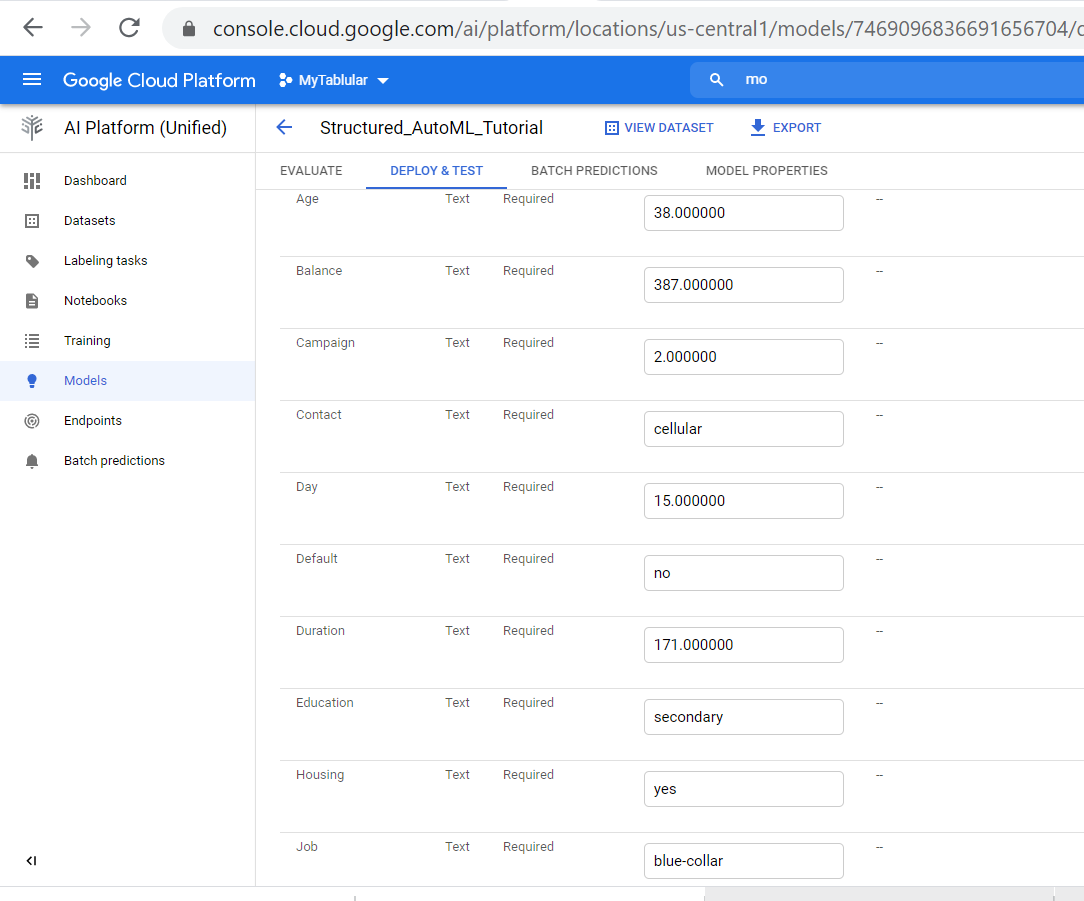 console.cloud.google.com/ai/platform/locations/us-central1/models/7469096836691656704/
Google Cloud Platform MyTablular mo
AI Platform (Unified) Structured_AutoML_Tutorial VIEW DATASET EXPORT
EVALUATE DEPLOY & TEST BATCH PREDICTIONS MODEL PROPERTIES
Dashboard
Datasets
Labeling tasks
Notebooks
Training
Models
Endpoints
Batch predictions
Age Text Required 38.000000 --
Balance Text Required 387.000000 --
Campaign Text Required 2.000000 --
Contact Text Required cellular --
Day Text Required 15.000000 --
Default Text Required no --
Duration Text Required 171.000000 --
Education Text Required secondary --
Housing Text Required yes --
Job Text Required blue-collar --